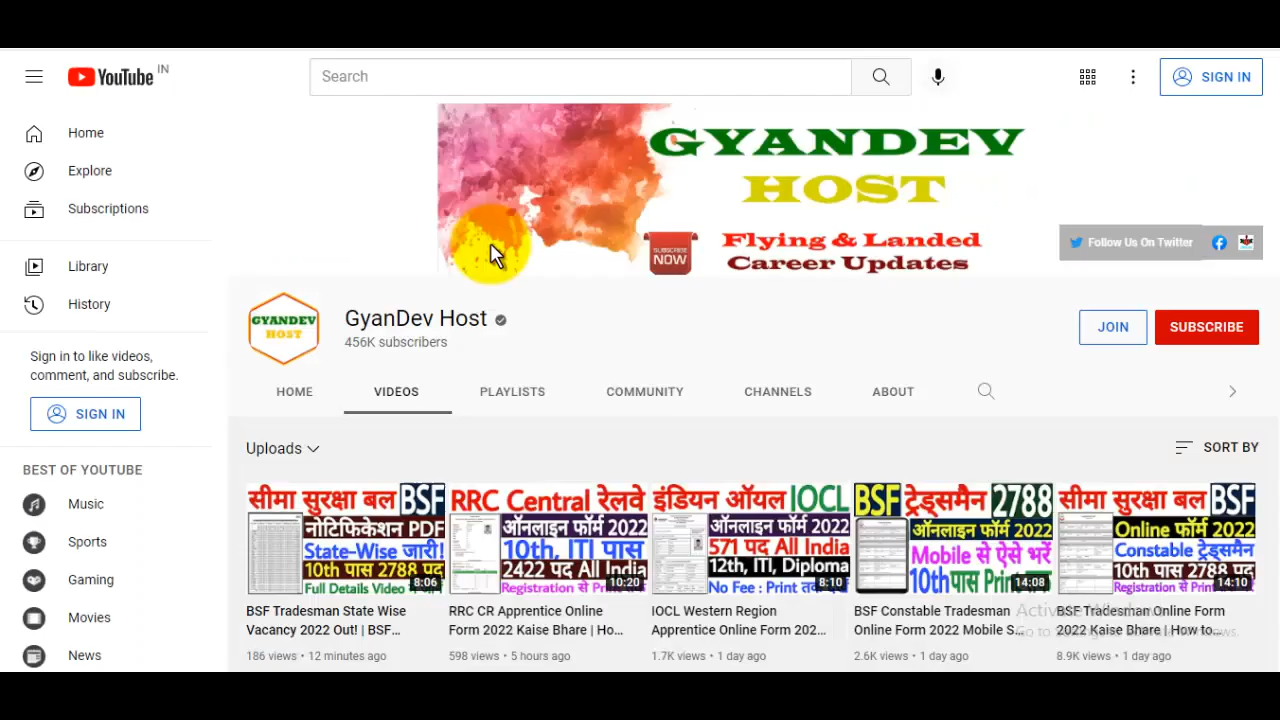 YouTube IN
Search
SIGN IN
Home
Explore
Subscriptions
Library
History
Sign in to like videos,
comment, and subscribe.
SIGN IN
BEST OF YOUTUBE
Music
Sports
Gaming
Movies
News
GYANDEV
HOST
SUBSCRIBE
NOW
Flying & Landed
Career Updates
Follow Us On Twitter
GYANDEV
HOST
GyanDev Host
456K subscribers
JOIN
SUBSCRIBE
HOME VIDEOS PLAYLISTS COMMUNITY CHANNELS ABOUT
Uploads
SORT BY
सीमा सुरक्षा बल BSF
नोटिफिकेशन PDF
State-Wise जारी!
10th पास 2788 पद
Full Details Video
8:06
BSF Tradesman State Wise
Vacancy 2022 Out! | BSF...
186 views • 12 minutes ago
RRC Central रेलवे
ऑनलाइन फॉर्म 2022
10th, ITI पास
2422 पद All India
Registration से
10:20
RRC CR Apprentice Online
Form 2022 Kaise Bhare | Ho...
598 views • 5 hours ago
इंडियन ऑयल IOCL
ऑनलाइन फॉर्म 2022
571 पद All India
12th, ITI, Diploma
No Fee : Print
8:10
IOCL Western Region
Apprentice Online Form 202...
1.7K views • 1 day ago
BSF ट्रेड्समैन 2788
ऑनलाइन फॉर्म 2022
Mobile से ऐसे भरें
10th पास
14:08
BSF Constable Tradesman
Online Form 2022 Mobile S...
2.6K views • 1 day ago
सीमा सुरक्षा बल BSF
Online फॉर्म 2022
Constable ट्रेड्समैन
10th पास 2788 पद
Registration से
14:10
BSF Tradesman Online Form
2022 Kaise Bhare | How to...
8.9K views • 1 day ago